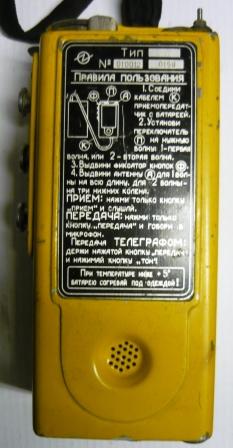 Тип
№ 010012 0159
ПРАВИЛА ПОЛЬЗОВАНИЯ
1. СОЕДИНИ
КАБЕЛЕМ К
ПРИЕМОПЕРЕДАТ-
ЧИК С БАТАРЕЕЙ.
2. УСТАНОВИ
ПЕРЕКЛЮЧАТЕЛЬ
П НА НУЖНУЮ
ВОЛНУ: 1-ПЕРВАЯ
ВОЛНА, ИЛИ 2 - ВТОРАЯ ВОЛНА.
3. ВЫДВИНИ ФИКСАТОР КНОПОК Ф.
4. ВЫДВИНИ АНТЕННЫ А: ДЛЯ 1 ВОЛ-
НЫ НА ВСЮ ДЛИНУ, ДЛЯ 2 ВОЛНЫ-
НА ТРИ НИЖНИХ КОЛЕНА.
ПРИЕМ: НАЖМИ ТОЛЬКО КНОПКУ
„ПРИЕМ" И СЛУШАЙ.
ПЕРЕДАЧА: НАЖМИ ТОЛЬКО
КНОПКУ „ПЕРЕДАЧА" И ГОВОРИ В
МИКРОФОН.
ПЕРЕДАЧА ТЕЛЕГРАФОМ:
ДЕРЖИ НАЖАТОЙ КНОПКУ „ПЕРЕДАЧА"
И НАЖИМАЙ КНОПКУ „ТОН".
ПРИ ТЕМПЕРАТУРЕ НИЖЕ +5°
БАТАРЕЮ СОГРЕВАЙ ПОД ОДЕЖДОЙ!